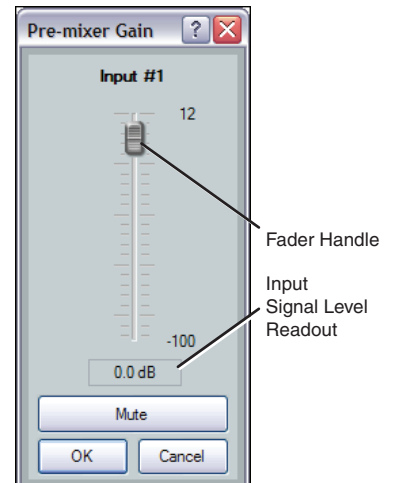 Pre-mixer Gain
?
Input #1
12
Fader Handle
Input
Signal Level
Readout
-100
0.0 dB
Mute
OK
Cancel